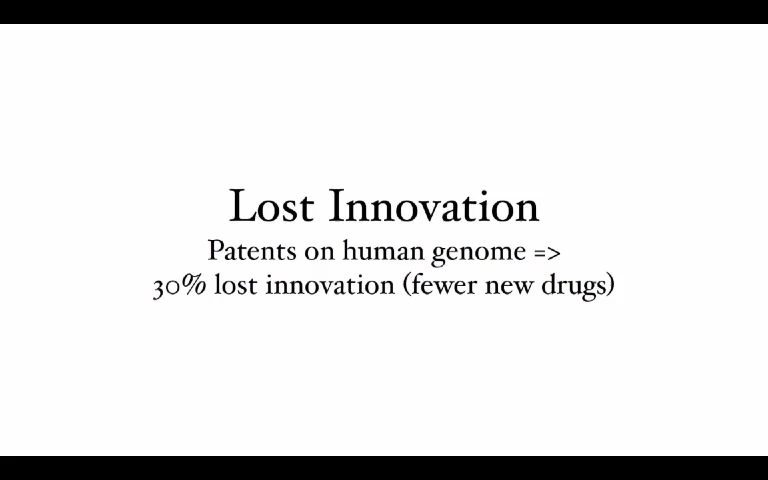 Lost Innovation
Patents on human genome =>
30% lost innovation (fewer new drugs)